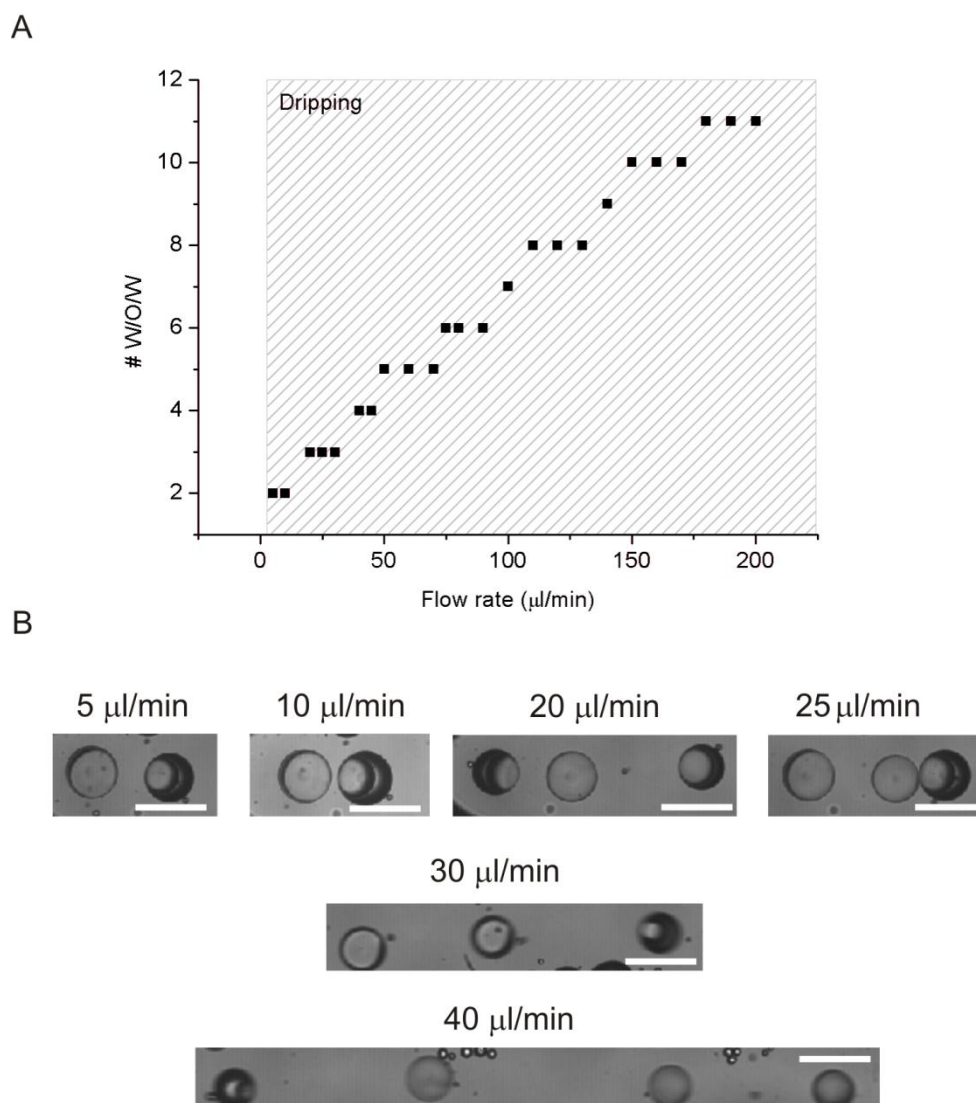 A
12
Dripping
10
8
6
4
2
# W/O/W
0 50 100 150 200
Flow rate (μl/min)
B
5 μl/min 10 μl/min 20 μl/min 25 μl/min
30 μl/min
40 μl/min